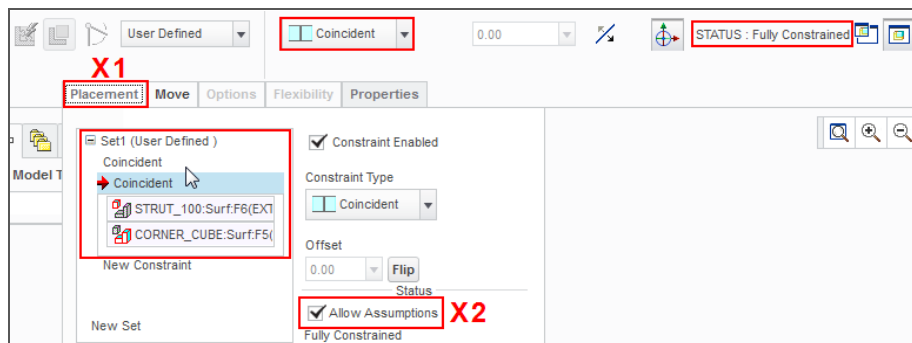 User Defined
Coincident
0.00
STATUS : Fully Constrained
X1
Placement Move Options Flexibility Properties
Set1 (User Defined )
Constraint Enabled
Coincident
Model T
Coincident
Constraint Type
STRUT_100:Surf:F6(EXT
Coincident
CORNER_CUBE:Surf:F5(
Offset
New Constraint
0.00
Flip
Status
Allow Assumptions
X2
New Set
Fully Constrained